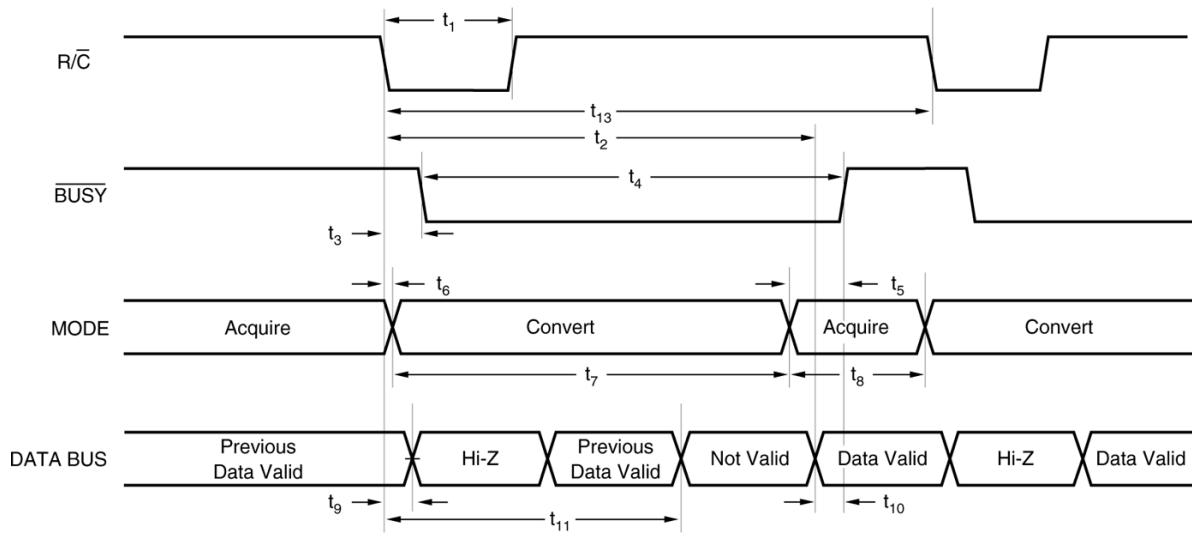 t1
R/C̅
t13
t2
B̅U̅S̅Y̅
t4
t3
t6
t5
MODE
Acquire
Convert
Acquire
Convert
t7
t8
DATA BUS
Previous
Data Valid
Hi-Z
Previous
Data Valid
Not Valid
Data Valid
Hi-Z
Data Valid
t9
t10
t11